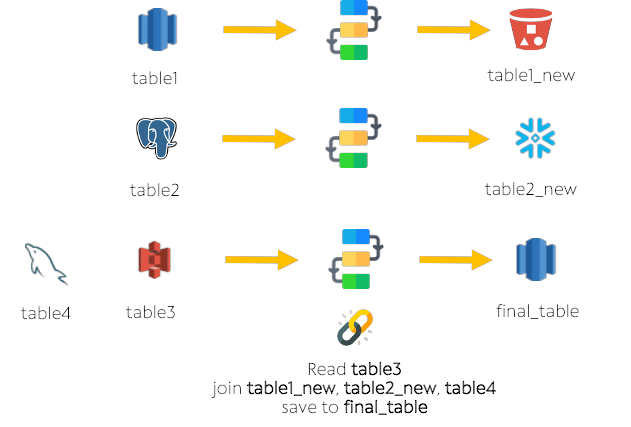 table1
table1_new
table2
table2_new
table4
table3
final_table
Read table3
join table1_new, table2_new, table4
save to final_table